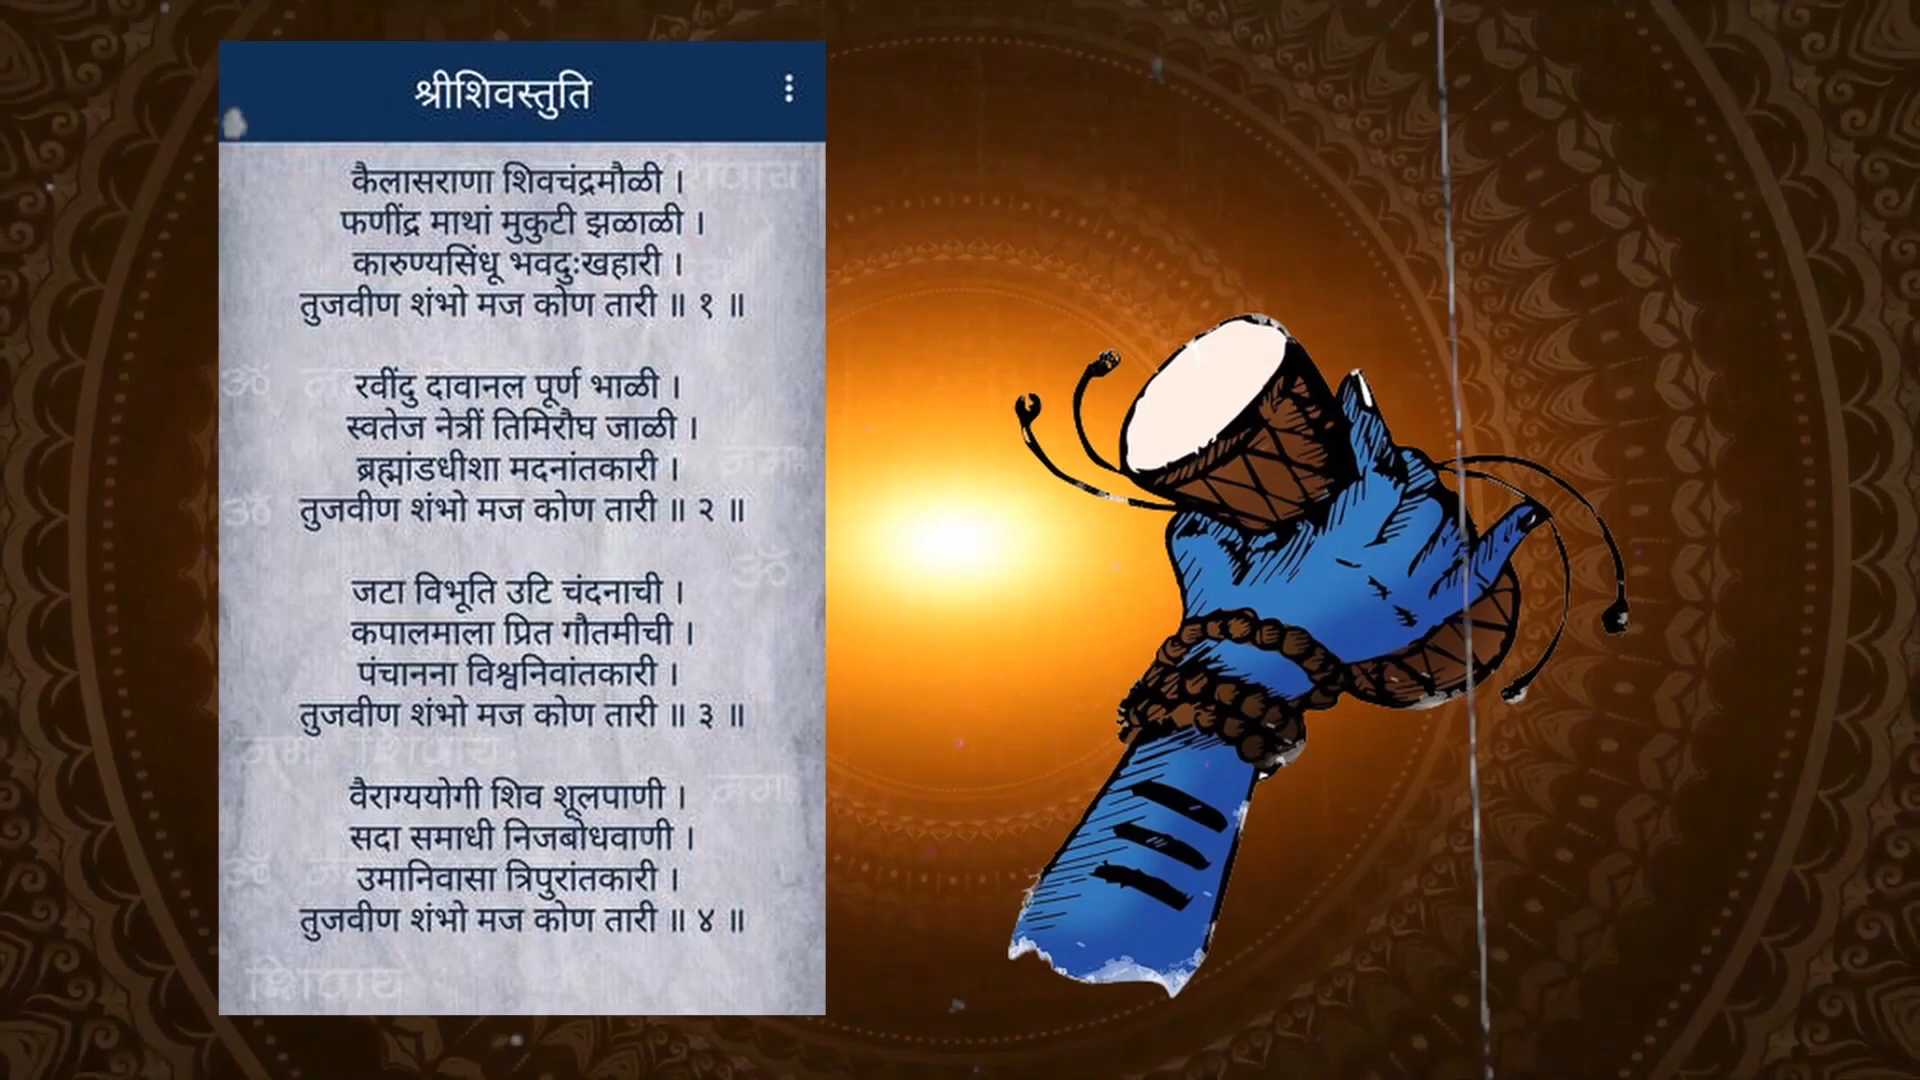 श्रीशिवस्तुति
कैलासराणा शिवचंद्रमौळी ।
फणींद्र माथां मुकुटी झळाळी ।
कारुण्यसिंधू भवदुःखहारी ।
तुजवीण शंभो मज कोण तारी ॥ १ ॥
रवींदु दावानल पूर्ण भाळी ।
स्वतेज नेत्रीं तिमिरौघ जाळी ।
ब्रह्मांडधीशा मदनांतकारी ।
तुजवीण शंभो मज कोण तारी ॥ २ ॥
जटा विभूति उटि चंदनाची ।
कपालमाला प्रित गौतमीची ।
पंचानना विश्वनिवांतकारी ।
तुजवीण शंभो मज कोण तारी ॥ ३ ॥
वैराग्ययोगी शिव शूलपाणी ।
सदा समाधी निजबोधवाणी ।
उमानिवासा त्रिपुरांतकारी ।
तुजवीण शंभो मज कोण तारी ॥ ४ ॥